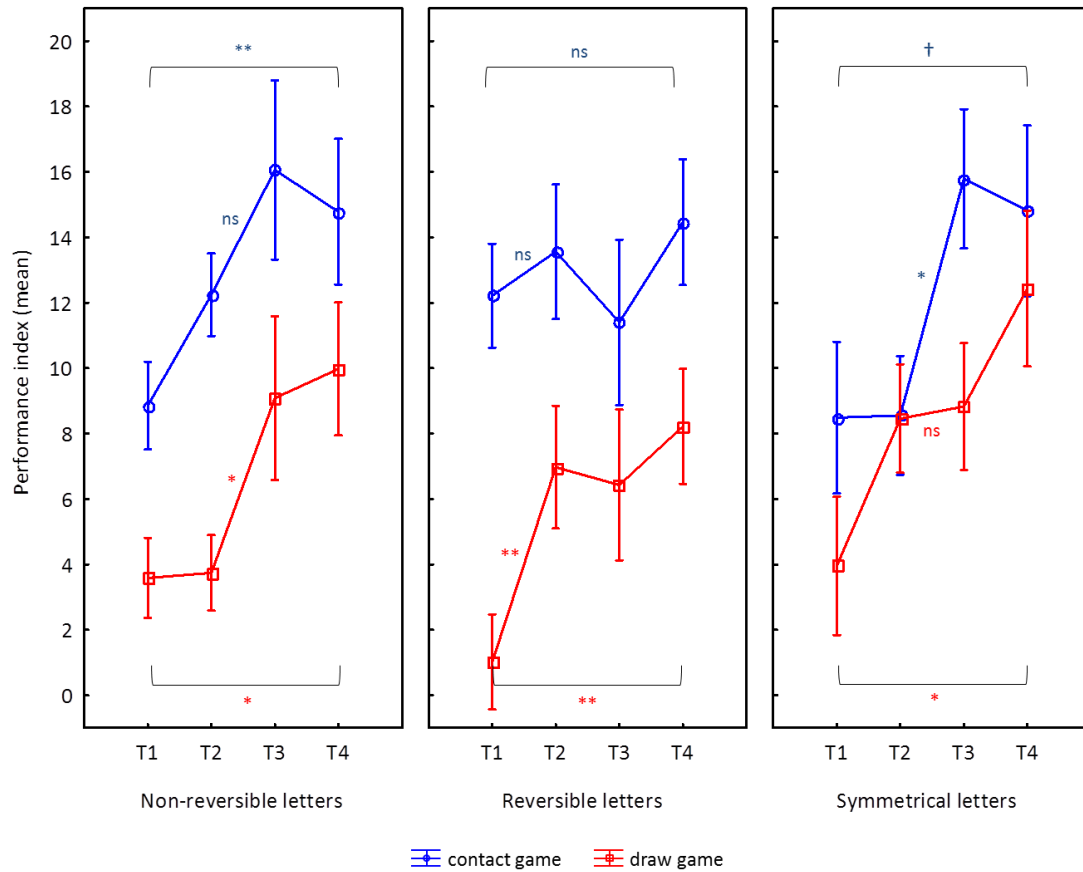 Performance index (mean)
20
18
16
14
12
10
8
6
4
2
0
**
ns
*
*
T1 T2 T3 T4
Non-reversible letters
ns
ns
**
**
T1 T2 T3 T4
Reversible letters
†
*
ns
*
T1 T2 T3 T4
Symmetrical letters
contact game draw game